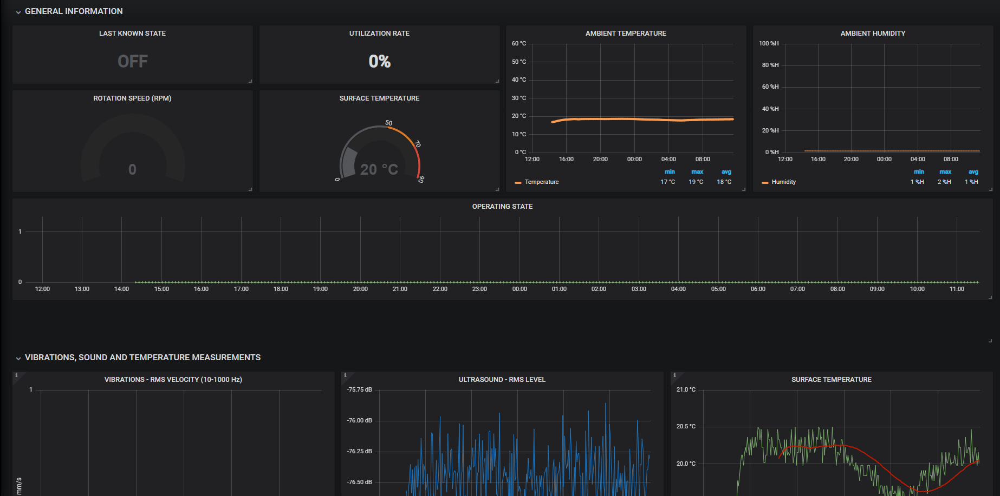 GENERAL INFORMATION
LAST KNOWN STATE
OFF
UTILIZATION RATE
0%
AMBIENT TEMPERATURE
60 °C
50 °C
40 °C
30 °C
20 °C
10 °C
0 °C
12:00 16:00 20:00 00:00 04:00 08:00
min max avg
Temperature 17 °C 19 °C 18 °C
AMBIENT HUMIDITY
100 %H
80 %H
60 %H
40 %H
20 %H
0 %H
12:00 16:00 20:00 00:00 04:00 08:00
min max avg
Humidity 1 %H 2 %H 1 %H
ROTATION SPEED (RPM)
0
SURFACE TEMPERATURE
0 50 70 90
20 °C
OPERATING STATE
1
0
12:00 13:00 14:00 15:00 16:00 17:00 18:00 19:00 20:00 21:00 22:00 23:00 00:00 01:00 02:00 03:00 04:00 05:00 06:00 07:00 08:00 09:00 10:00 11:00
VIBRATIONS, SOUND AND TEMPERATURE MEASUREMENTS
i
VIBRATIONS - RMS VELOCITY (10-1000 Hz)
1
mm/s
i
ULTRASOUND - RMS LEVEL
-75.75 dB
-76.00 dB
-76.25 dB
-76.50 dB
i
SURFACE TEMPERATURE
21.0 °C
20.5 °C
20.0 °C